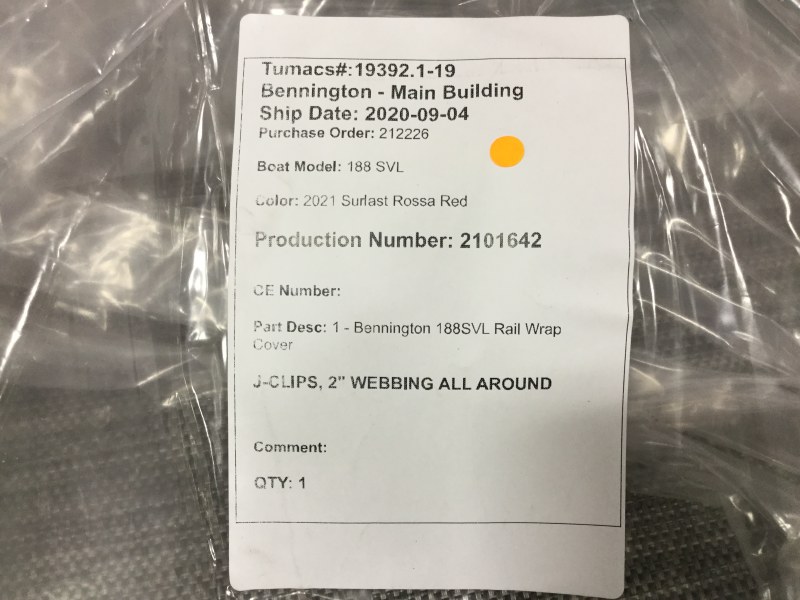 Tumacs#:19392.1-19
Bennington - Main Building
Ship Date: 2020-09-04
Purchase Order: 212226
Boat Model: 188 SVL
Color: 2021 Surlast Rossa Red
Production Number: 2101642
CE Number:
Part Desc: 1 - Bennington 188SVL Rail Wrap
Cover
J-CLIPS, 2" WEBBING ALL AROUND
Comment:
QTY: 1